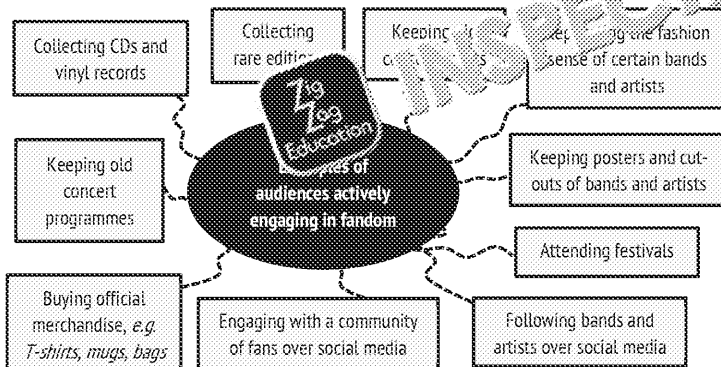 Collecting CDs and
vinyl records
Collecting
rare
Keeping
INSPEC
the fashion
sense of certain bands
and artists
Zig
Zag
Education
Keeping old
concert
programmes
of
audiences actively
engaging in fandom
Keeping posters and cut-
outs of bands and artists
Attending festivals
Buying official
merchandise, e.g.
T-shirts, mugs, bags
Engaging with a community
of fans over social media
Following bands and
artists over social media